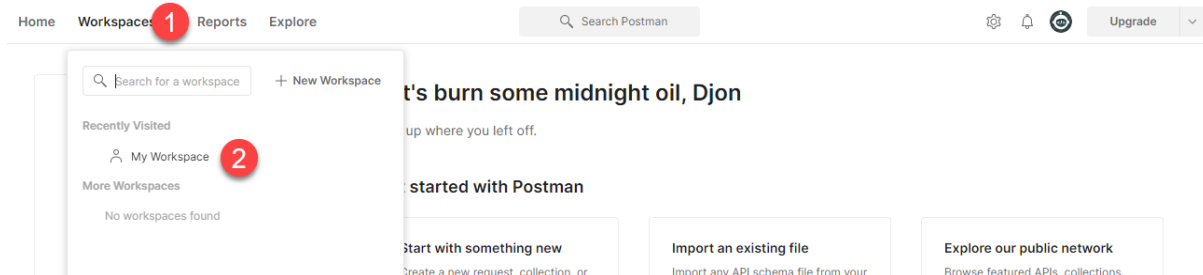 Home Workspaces 1 Reports Explore Search Postman Upgrade
Search for a workspace + New Workspace
t's burn some midnight oil, Djon
Recently Visited
up where you left off.
My Workspace 2
More Workspaces
started with Postman
No workspaces found
Start with something new Import an existing file Explore our public network
Create a new request, collection, or Import any API schema file from your Browse featured APIs, collections,